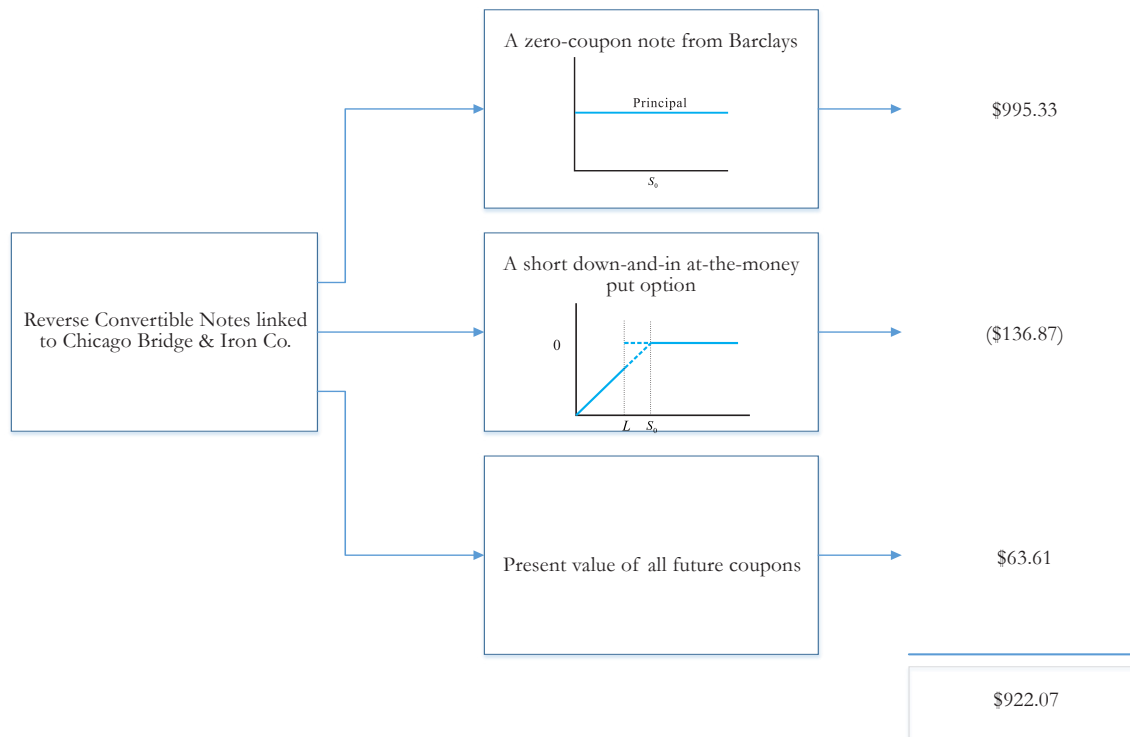 A zero-coupon note from Barclays
Principal
S₀
$995.33
Reverse Convertible Notes linked
to Chicago Bridge & Iron Co.
A short down-and-in at-the-money
put option
0
L S₀
($136.87)
Present value of all future coupons
$63.61
$922.07